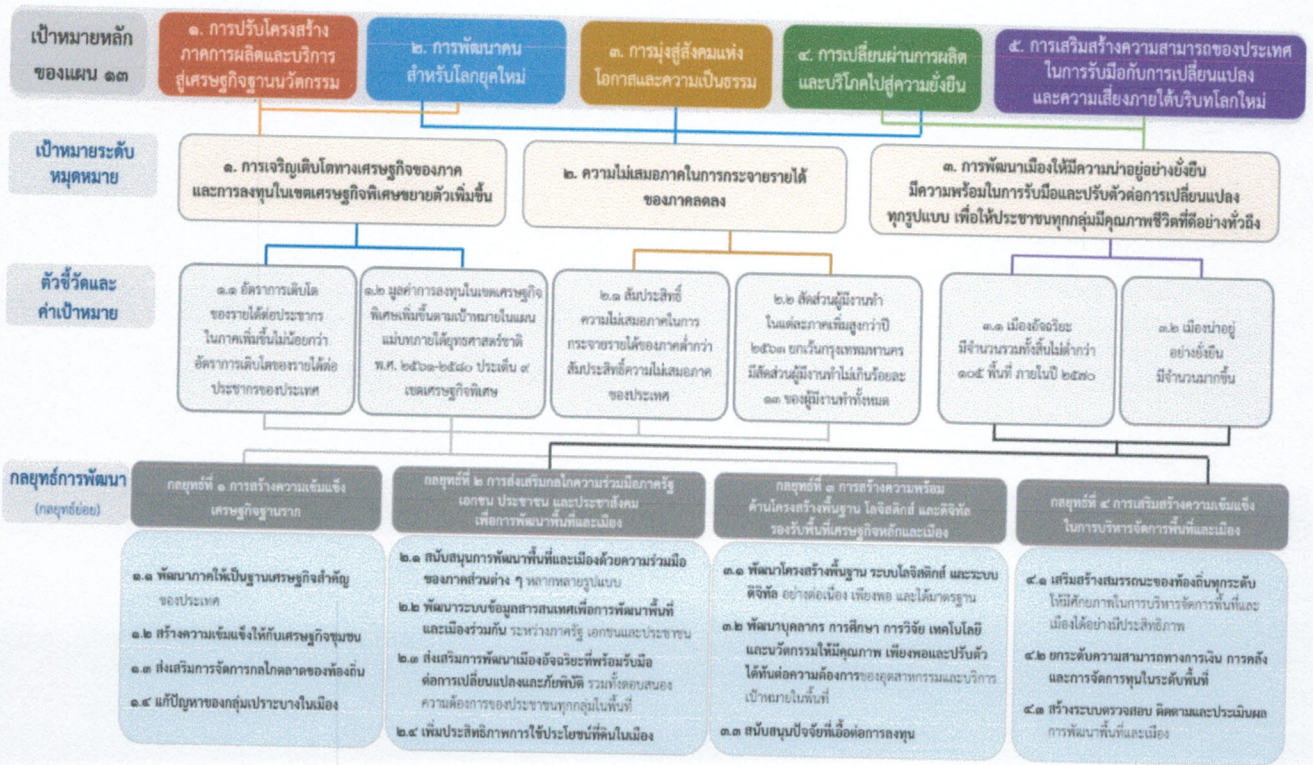 เป้าหมายหลัก
ของแผน ๑๓
๑. การปรับโครงสร้าง
ภาคการผลิตและบริการ
สู่เศรษฐกิจฐานนวัตกรรม
๒. การพัฒนาคน
สำหรับโลกยุคใหม่
๓. การมุ่งสู่สังคมแห่ง
โอกาสและความเป็นธรรม
๔. การเปลี่ยนผ่านการผลิต
และบริโภคไปสู่ความยั่งยืน
๕. การเสริมสร้างความสามารถของประเทศ
ในการรับมือกับการเปลี่ยนแปลง
และความเสี่ยงภายใต้บริบทโลกใหม่
เป้าหมายระดับ
หมุดหมาย
๑. การเจริญเติบโตทางเศรษฐกิจของภาค
และการลงทุนในเขตเศรษฐกิจพิเศษขยายตัวเพิ่มขึ้น
๒. ความไม่เสมอภาคในการกระจายรายได้
ของภาคลดลง
๓. การพัฒนาเมืองให้มีความน่าอยู่อย่างยั่งยืน
มีความพร้อมในการรับมือและปรับตัวต่อการเปลี่ยนแปลง
ทุกรูปแบบ เพื่อให้ประชาชนทุกกลุ่มมีคุณภาพชีวิตที่ดีอย่างทั่วถึง
ตัวชี้วัดและ
ค่าเป้าหมาย
๑.๑ อัตราการเติบโต
ของรายได้ต่อประชากร
ในภาคเพิ่มขึ้นไม่น้อยกว่า
อัตราการเติบโตของรายได้ต่อ
ประชากรของประเทศ
๑.๒ มูลค่าการลงทุนในเขตเศรษฐกิจ
พิเศษเพิ่มขึ้นตามเป้าหมายในแผน
แม่บทภายใต้ยุทธศาสตร์ชาติ
พ.ศ. ๒๕๖๑-๒๕๘๐ ประเด็น ๙
เขตเศรษฐกิจพิเศษ
๒.๑ สัมประสิทธิ์
ความไม่เสมอภาคในการ
กระจายรายได้ของภาคต่ำกว่า
สัมประสิทธิ์ความไม่เสมอภาค
ของประเทศ
๒.๒ สัดส่วนผู้มีงานทำ
ในแต่ละภาคเพิ่มสูงกว่าปี
๒๕๖๓ ยกเว้นกรุงเทพมหานคร
มีสัดส่วนผู้มีงานทำไม่เกินร้อยละ
๑๓ ของผู้มีงานทำทั้งหมด
๓.๑ เมืองอัจฉริยะ
มีจำนวนรวมทั้งสิ้นไม่ต่ำกว่า
๑๐๕ พื้นที่ ภายในปี ๒๕๗๐
๓.๒ เมืองน่าอยู่
อย่างยั่งยืน
มีจำนวนมากขึ้น
กลยุทธ์การพัฒนา
(กลยุทธ์ย่อย)
กลยุทธ์ที่ ๑ การสร้างความเข้มแข็ง
เศรษฐกิจฐานราก
๑.๑ พัฒนาภาคให้เป็นฐานเศรษฐกิจสำคัญ
ของประเทศ
๑.๒ สร้างความเข้มแข็งให้กับเศรษฐกิจชุมชน
๑.๓ ส่งเสริมการจัดการกลไกตลาดของท้องถิ่น
๑.๔ แก้ปัญหาของกลุ่มเปราะบางในเมือง
กลยุทธ์ที่ ๒ การส่งเสริมกลไกความร่วมมือภาครัฐ
เอกชน ประชาชน และประชาสังคม
เพื่อการพัฒนาพื้นที่และเมือง
๒.๑ สนับสนุนการพัฒนาพื้นที่และเมืองด้วยความร่วมมือ
ของภาคส่วนต่าง ๆ หลากหลายรูปแบบ
๒.๒ พัฒนาระบบข้อมูลสารสนเทศเพื่อการพัฒนาพื้นที่
และเมืองร่วมกัน ระหว่างภาครัฐ เอกชนและประชาชน
๒.๓ ส่งเสริมการพัฒนาเมืองอัจฉริยะที่พร้อมรับมือ
ต่อการเปลี่ยนแปลงและภัยพิบัติ รวมทั้งตอบสนอง
ความต้องการของประชาชนทุกกลุ่มในพื้นที่
๒.๔ เพิ่มประสิทธิภาพการใช้ประโยชน์ที่ดินในเมือง
กลยุทธ์ที่ ๓ การสร้างความพร้อม
ด้านโครงสร้างพื้นฐาน โลจิสติกส์ และดิจิทัล
รองรับพื้นที่เศรษฐกิจหลักและเมือง
๓.๑ พัฒนาโครงสร้างพื้นฐาน ระบบโลจิสติกส์ และระบบ
ดิจิทัล อย่างต่อเนื่อง เพียงพอ และได้มาตรฐาน
๓.๒ พัฒนาบุคลากร การศึกษา การวิจัย เทคโนโลยี
และนวัตกรรมให้มีคุณภาพ เพียงพอและปรับตัว
ได้ทันต่อความต้องการของอุตสาหกรรมและบริการ
เป้าหมายในพื้นที่
๓.๓ สนับสนุนปัจจัยที่เอื้อต่อการลงทุน
กลยุทธ์ที่ ๔ การเสริมสร้างความเข้มแข็ง
ในการบริหารจัดการพื้นที่และเมือง
๔.๑ เสริมสร้างสมรรถนะของท้องถิ่นทุกระดับ
ให้มีศักยภาพในการบริหารจัดการพื้นที่และ
เมืองได้อย่างมีประสิทธิภาพ
๔.๒ ยกระดับความสามารถทางการเงิน การคลัง
และการจัดการทุนในระดับพื้นที่
๔.๓ สร้างระบบตรวจสอบ ติดตามและประเมินผล
การพัฒนาพื้นที่และเมือง